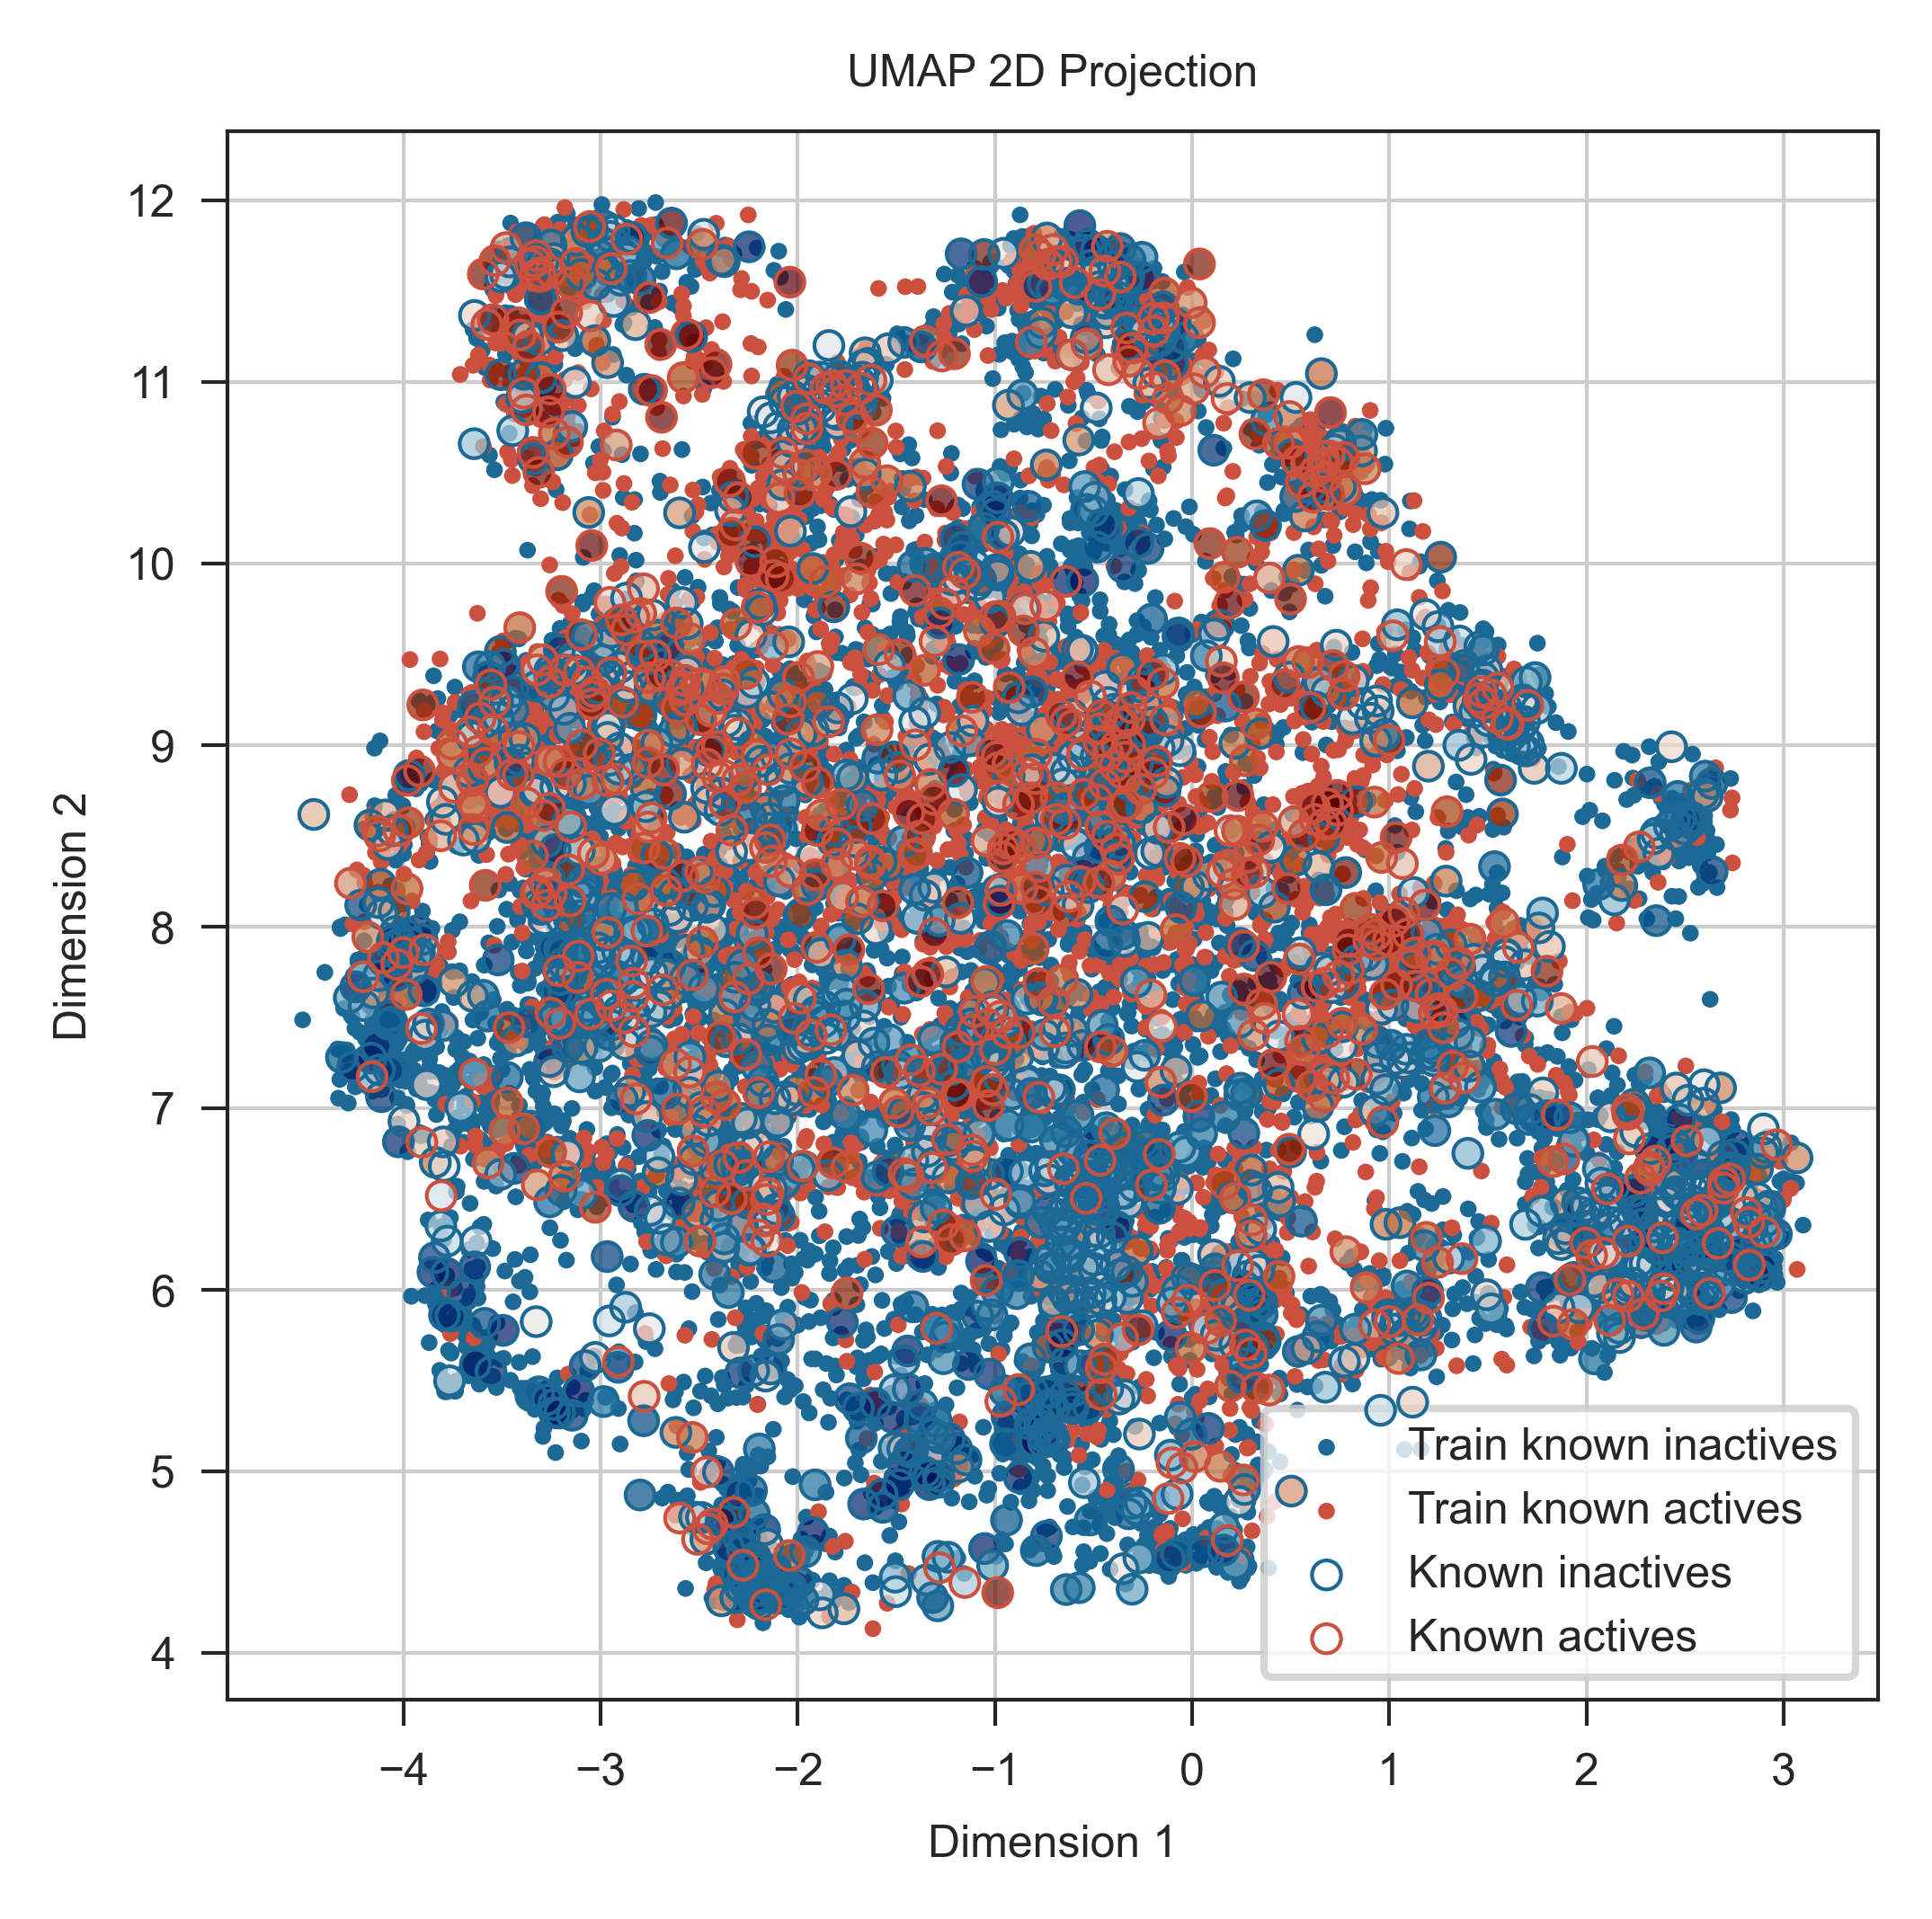 UMAP 2D Projection
12
11
10
9
8
7
6
5
4
Dimension 2
−4
−3
−2
−1
0
1
2
3
Dimension 1
Train known inactives
Train known actives
Known inactives
Known actives